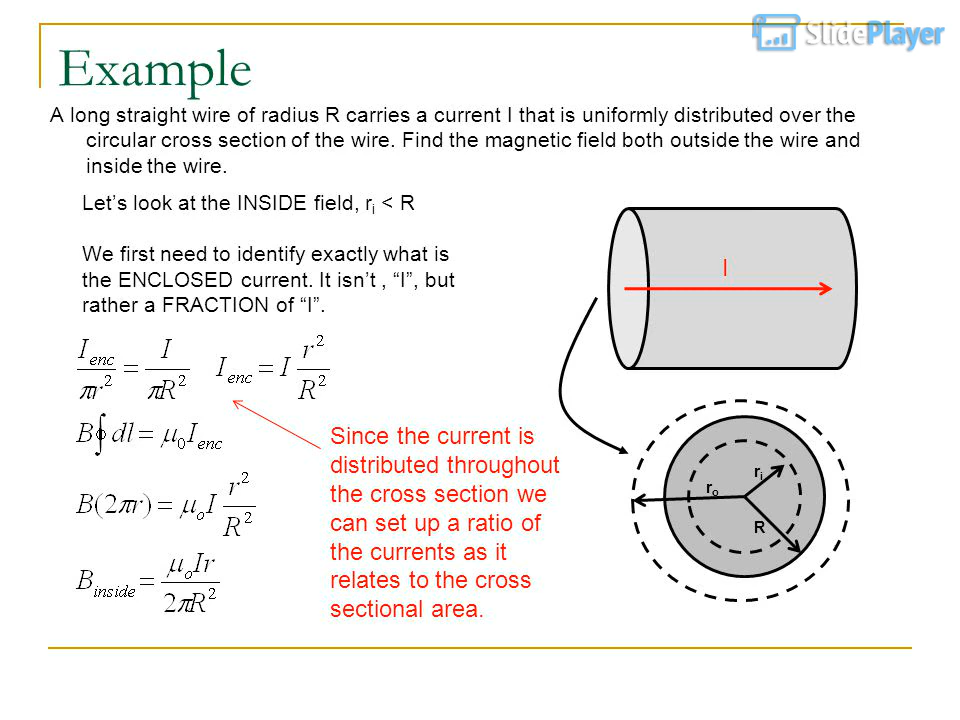 SlidePlayer
Example
A long straight wire of radius R carries a current I that is uniformly distributed over the
circular cross section of the wire. Find the magnetic field both outside the wire and
inside the wire.
Let’s look at the INSIDE field, rᵢ < R
We first need to identify exactly what is
the ENCLOSED current. It isn’t , “I”, but
rather a FRACTION of “I”.
I_enc/πr² = I/πR² I_enc = I r²/R²
B∮dl = μ₀I_enc
B(2πr) = μₒI r²/R²
B_inside = μₒIr/2πR²
Since the current is
distributed throughout
the cross section we
can set up a ratio of
the currents as it
relates to the cross
sectional area.
I
rᵢ
rₒ
R